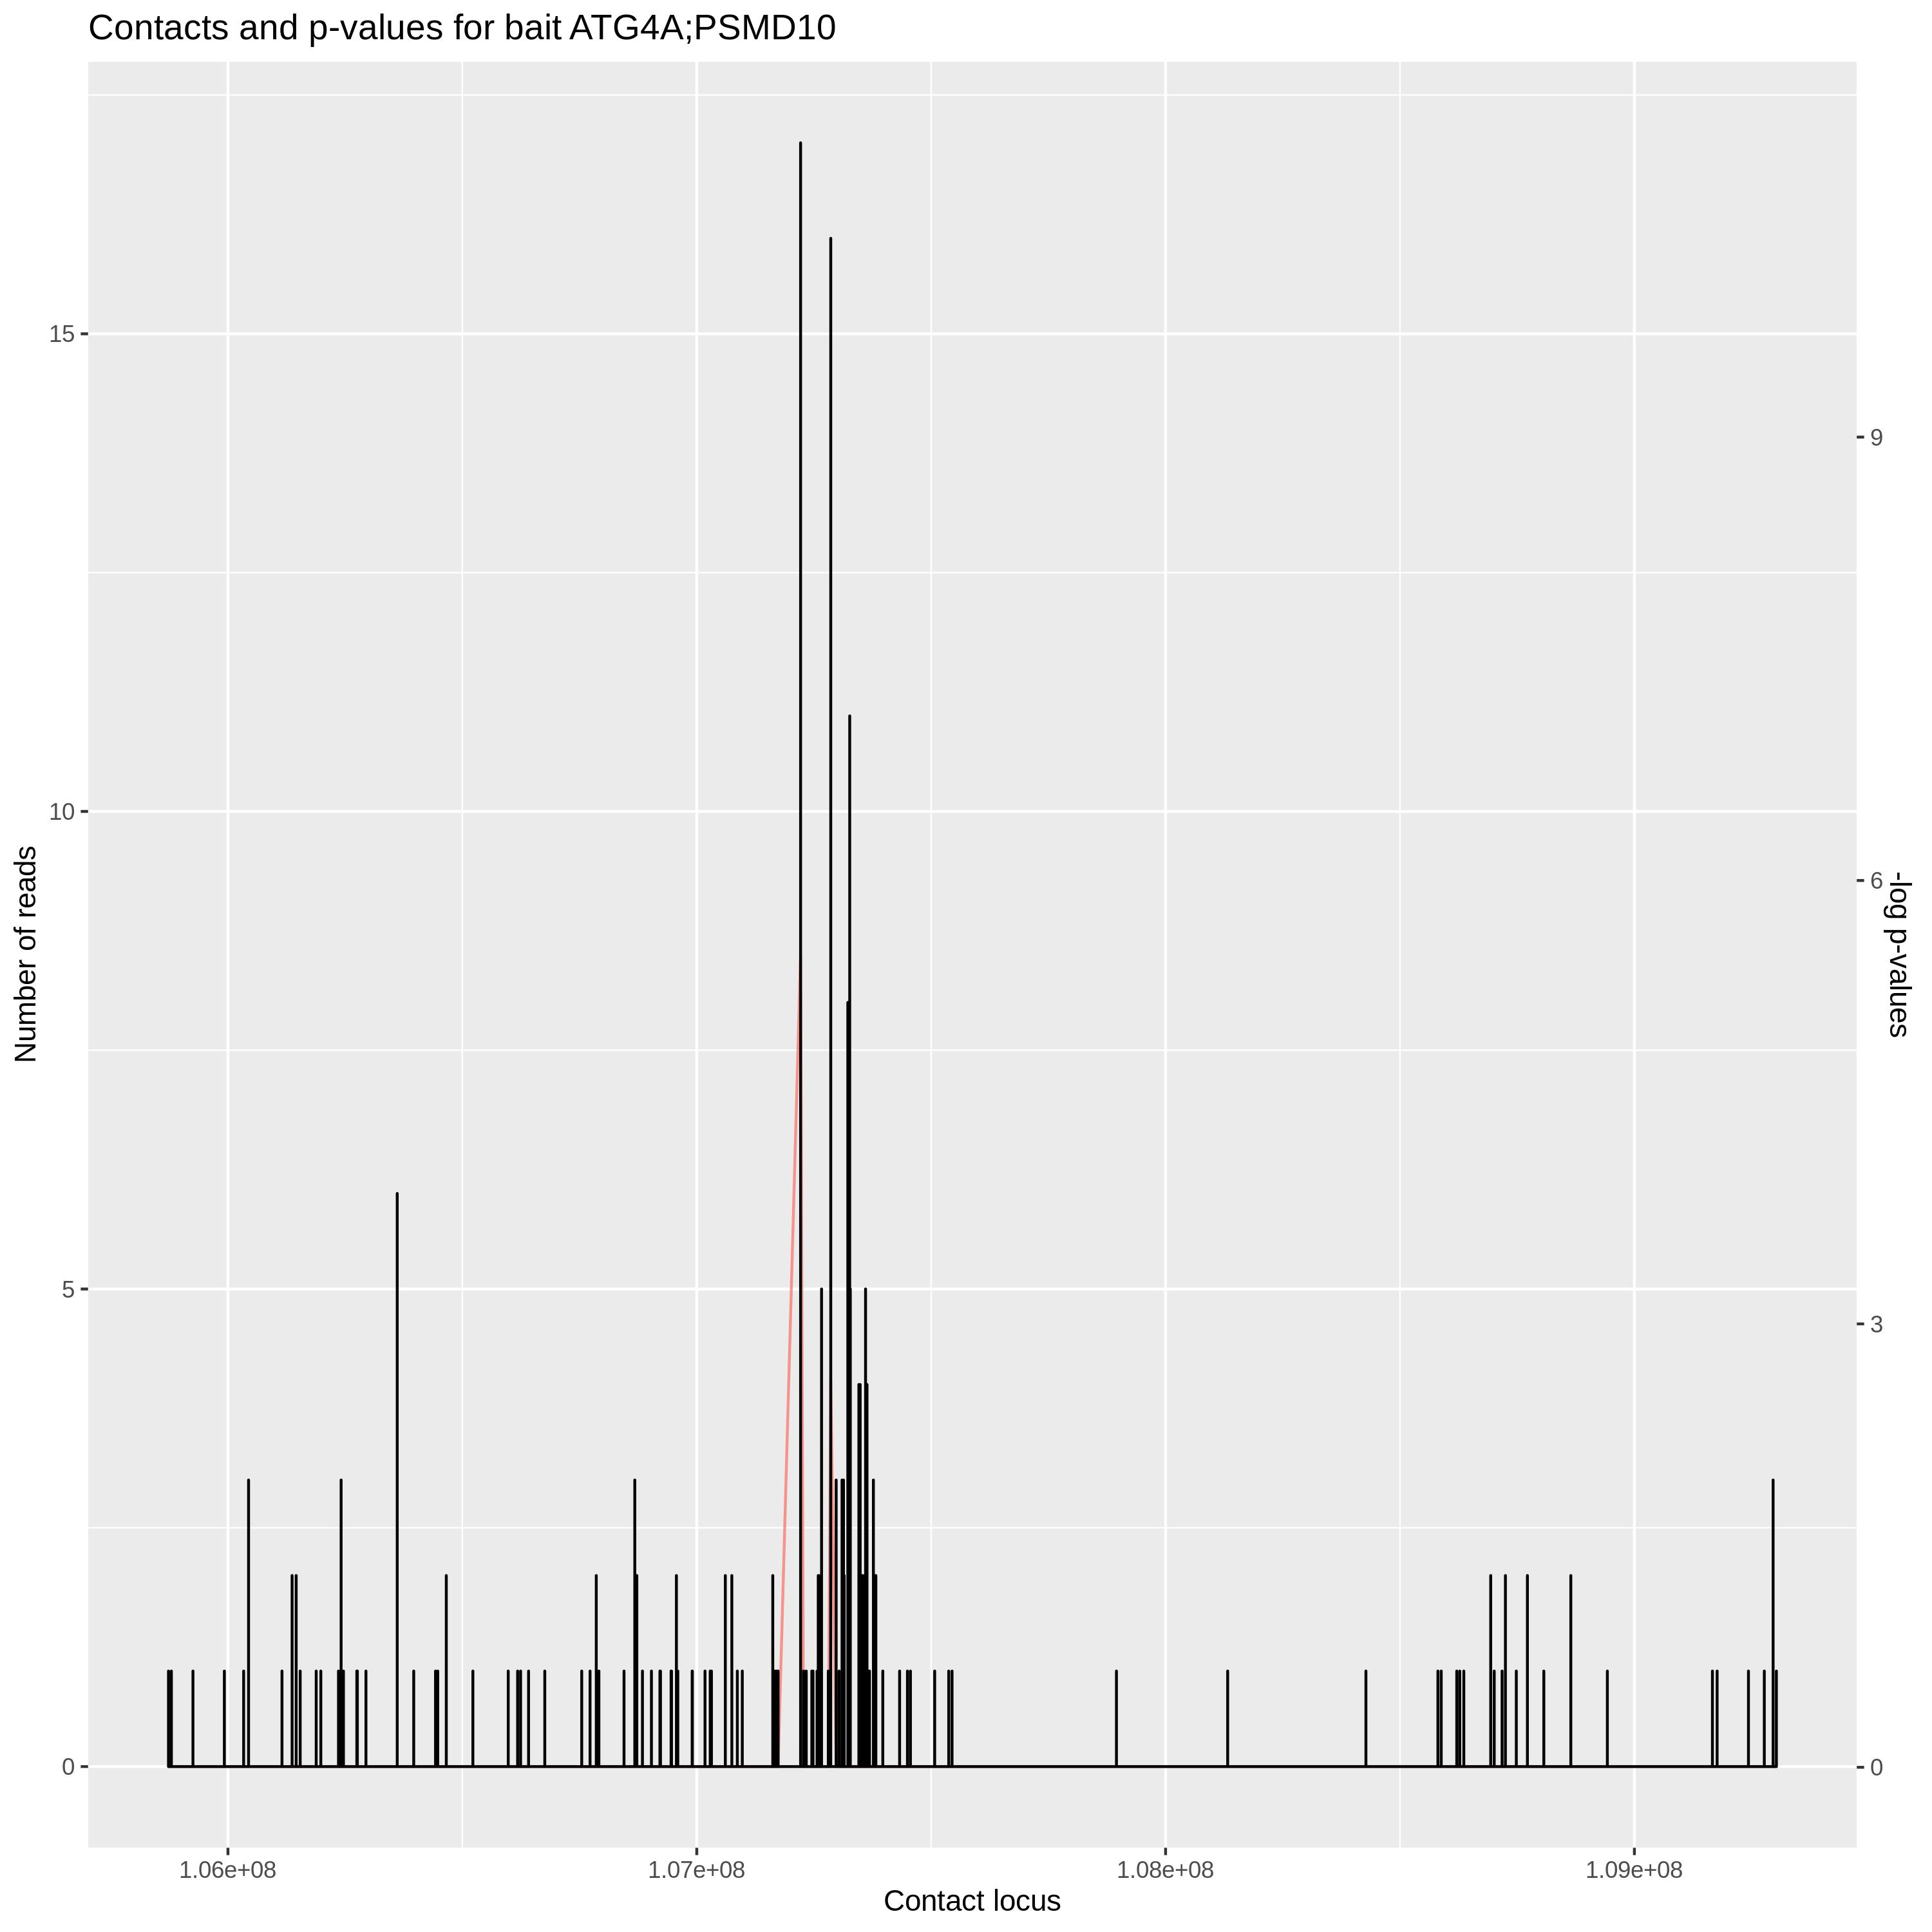 Contacts and p-values for bait ATG4A;PSMD10
15
10
5
0
Number of reads
9
6
3
0
-log p-values
1.06e+08 1.07e+08 1.08e+08 1.09e+08
Contact locus